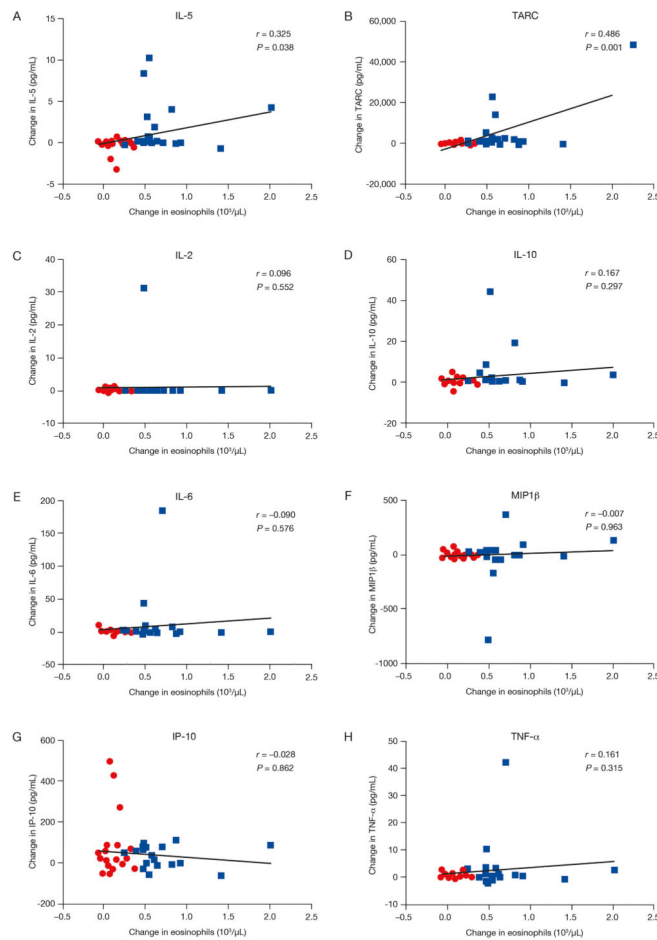 A
IL-5
r = 0.325
P = 0.038
Change in IL-5 (pg/mL)
15
10
5
0
−5
−0.5 0.0 0.5 1.0 1.5 2.0 2.5
Change in eosinophils (10³/μL)
B
TARC
r = 0.486
P = 0.001
Change in TARC (pg/mL)
60,000
40,000
20,000
0
−20,000
−0.5 0.0 0.5 1.0 1.5 2.0 2.5
Change in eosinophils (10³/μL)
C
IL-2
r = 0.096
P = 0.552
Change in IL-2 (pg/mL)
40
30
20
10
0
−10
−0.5 0.0 0.5 1.0 1.5 2.0 2.5
Change in eosinophils (10³/μL)
D
IL-10
r = 0.167
P = 0.297
Change in IL-10 (pg/mL)
60
40
20
0
−20
−0.5 0.0 0.5 1.0 1.5 2.0 2.5
Change in eosinophils (10³/μL)
E
IL-6
r = −0.090
P = 0.576
Change in IL-6 (pg/mL)
200
150
100
50
0
−50
−0.5 0.0 0.5 1.0 1.5 2.0 2.5
Change in eosinophils (10³/μL)
F
MIP1β
r = −0.007
P = 0.963
Change in MIP1β (pg/mL)
500
0
−500
−1000
−0.5 0.0 0.5 1.0 1.5 2.0 2.5
Change in eosinophils (10³/μL)
G
IP-10
r = −0.028
P = 0.862
Change in IP-10 (pg/mL)
600
400
200
0
−200
−0.5 0.0 0.5 1.0 1.5 2.0 2.5
Change in eosinophils (10³/μL)
H
TNF-α
r = 0.161
P = 0.315
Change in TNF-α (pg/mL)
50
40
30
20
10
0
−10
−0.5 0.0 0.5 1.0 1.5 2.0 2.5
Change in eosinophils (10³/μL)